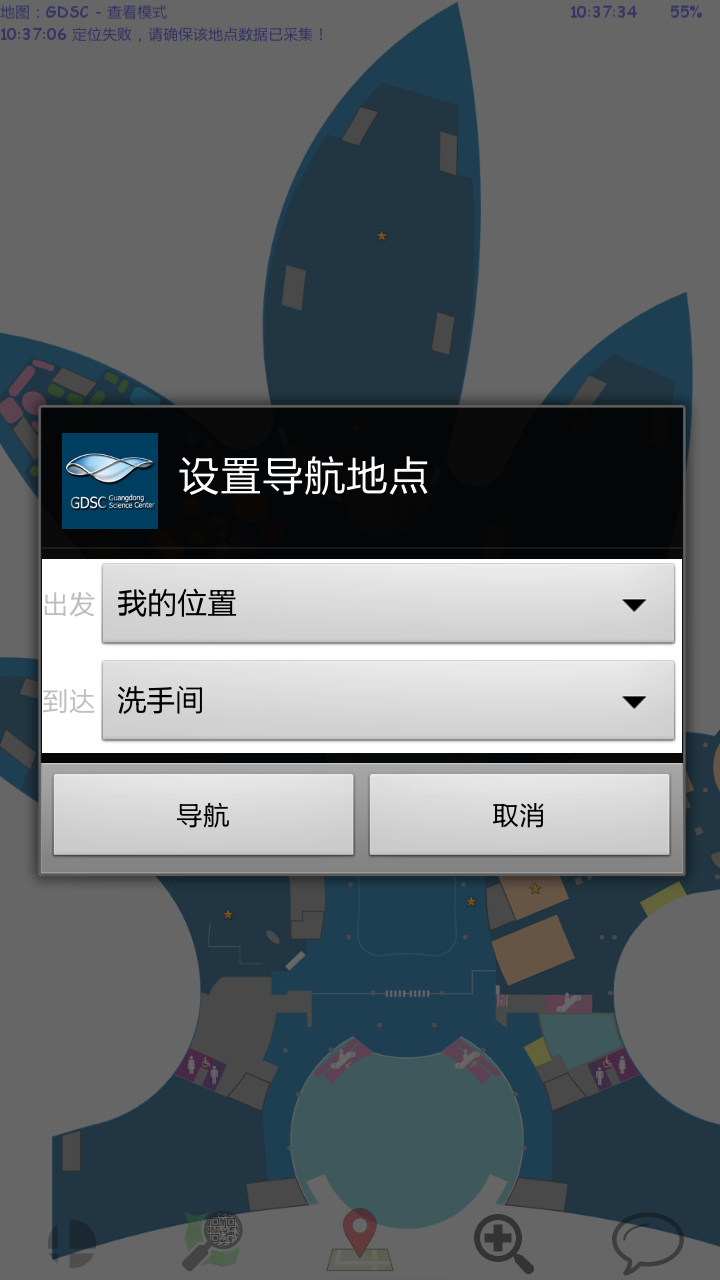 地图：GDSC - 查看模式
10:37:34 55%
10:37:06 定位失败，请确保该地点数据已采集！
GDSC Guangdong Science Center
设置导航地点
出发 我的位置
到达 洗手间
导航 取消